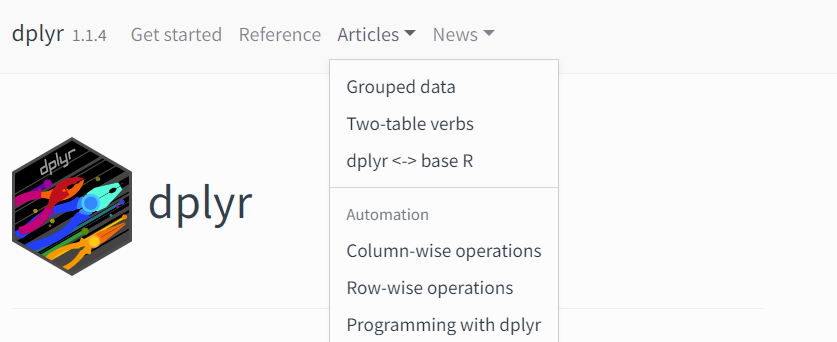 dplyr 1.1.4 Get started Reference Articles News
Grouped data
Two-table verbs
dplyr <-> base R
Automation
Column-wise operations
Row-wise operations
Programming with dplyr
dplyr
dplyr